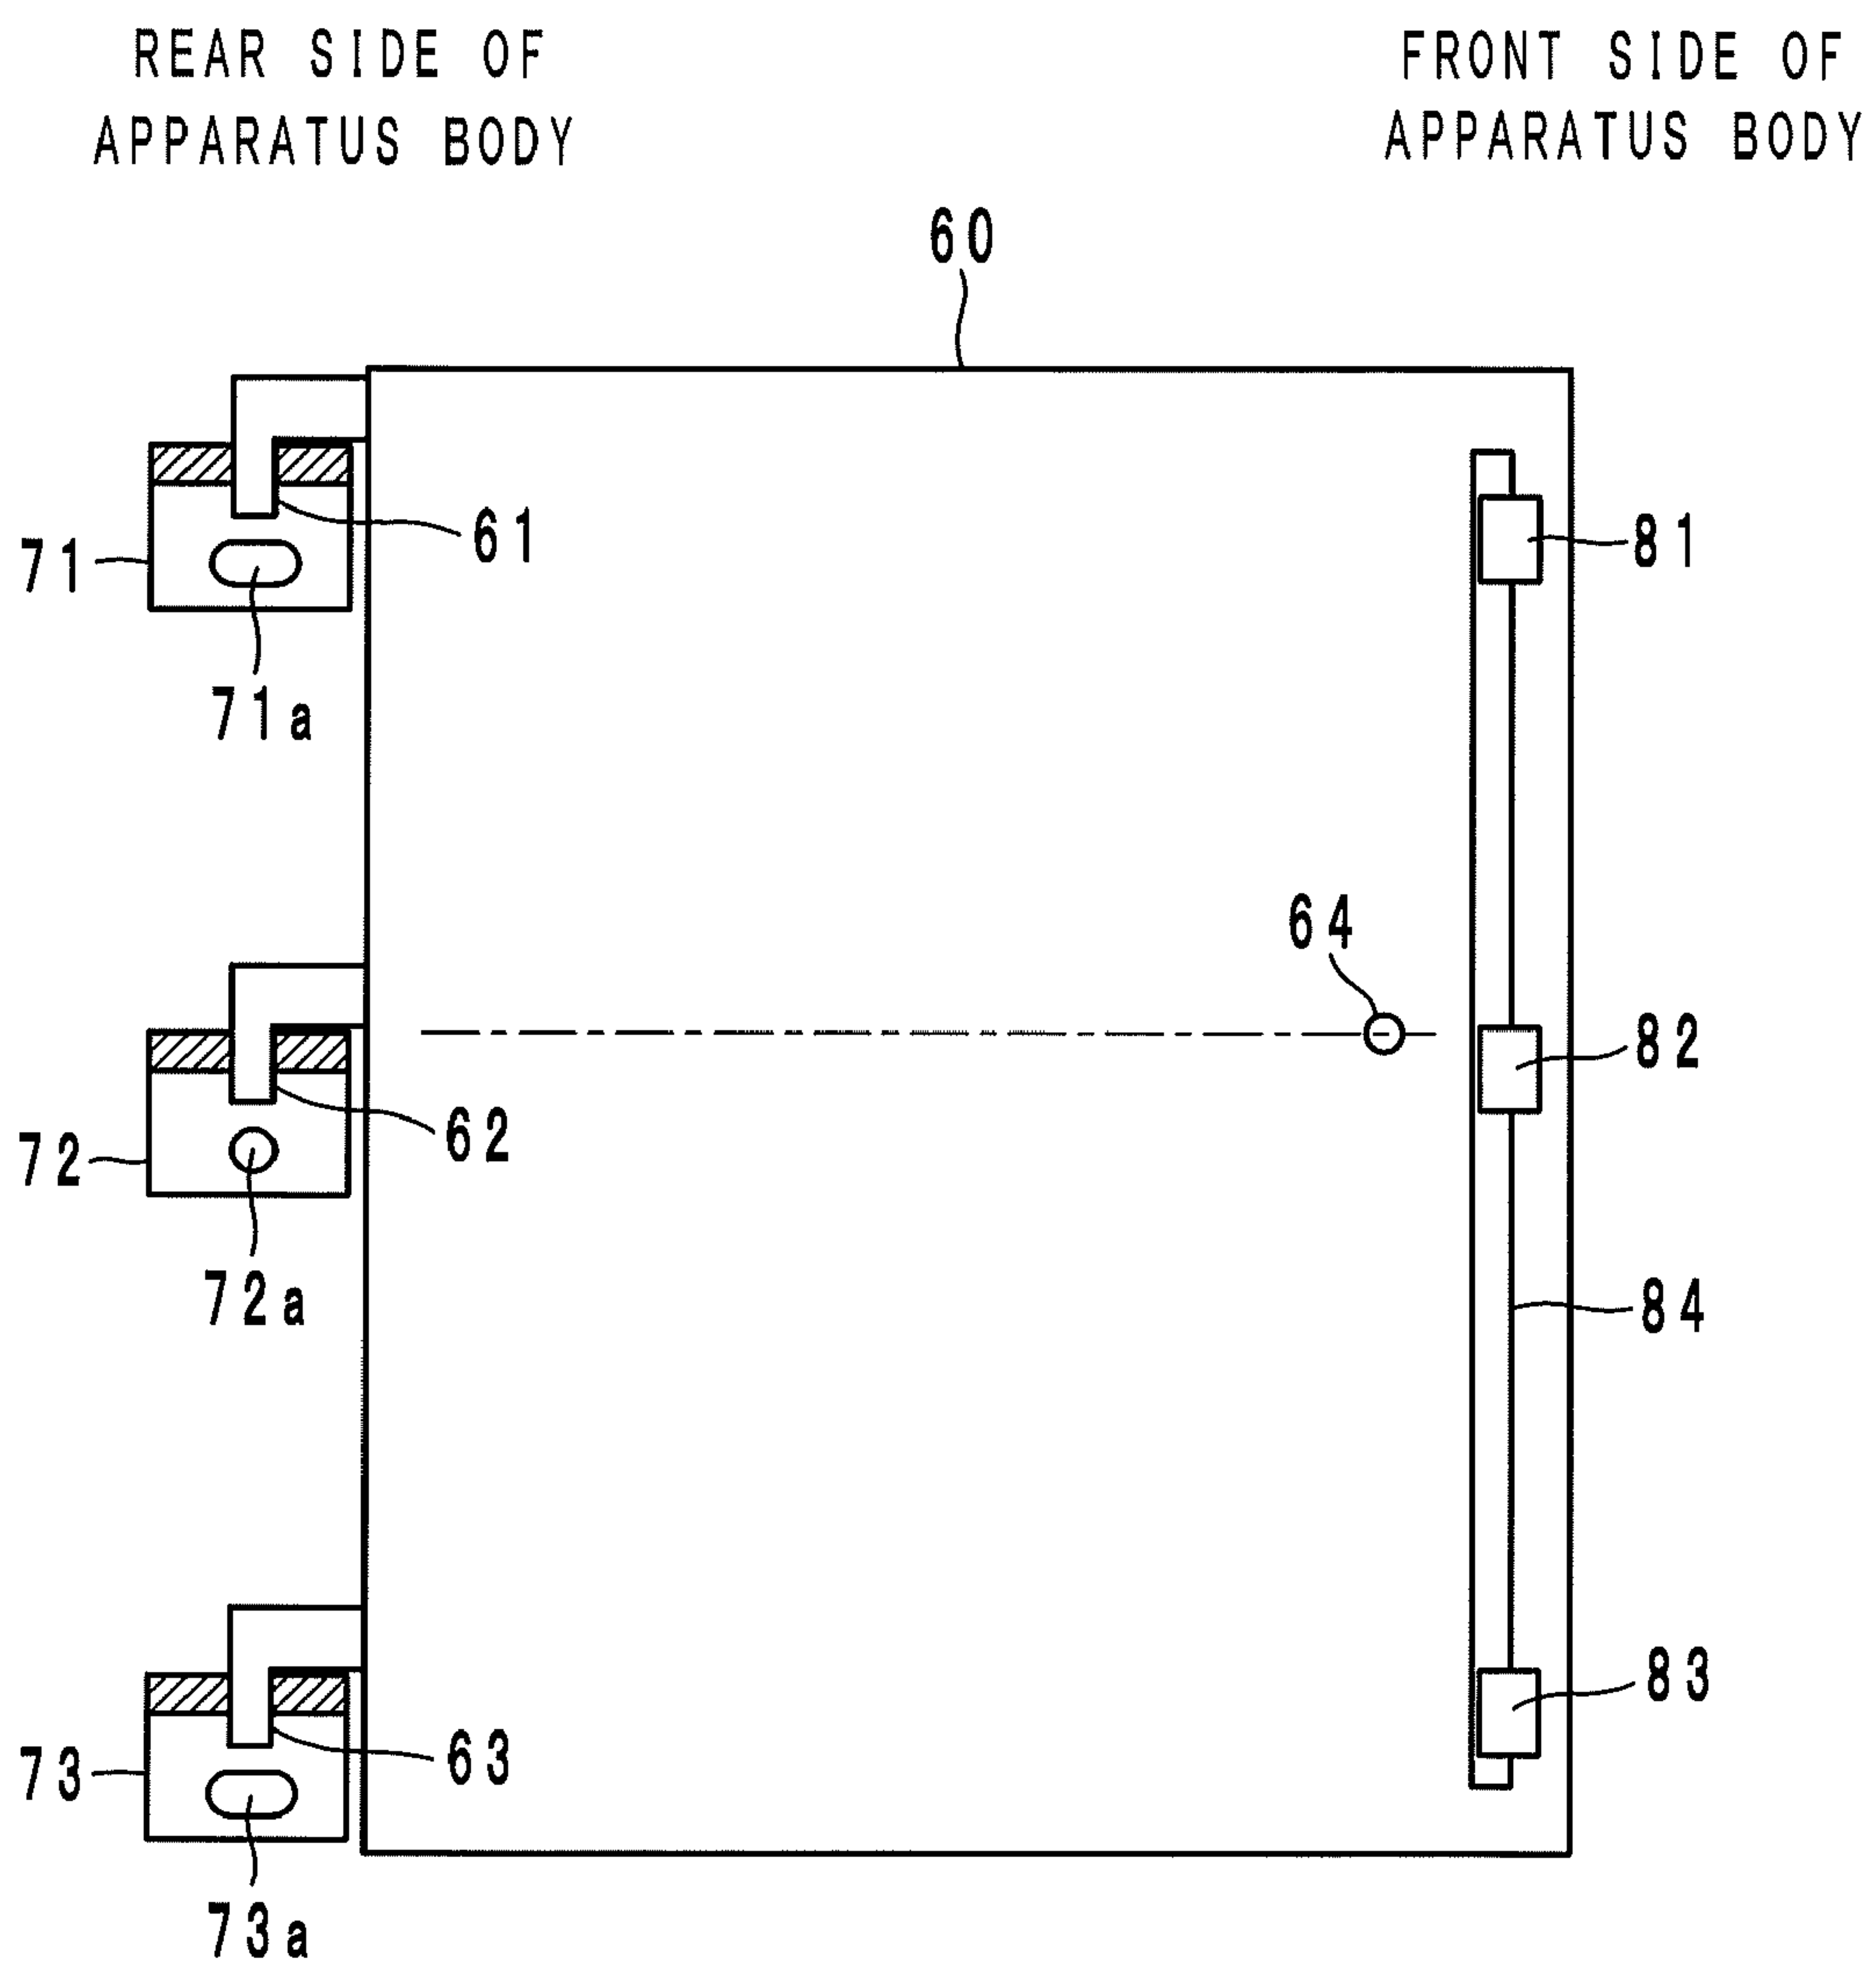 REAR SIDE OF
APPARATUS BODY
FRONT SIDE OF
APPARATUS BODY
60
61
71
81
71a
64
82
62
72
72a
84
83
63
73
73a